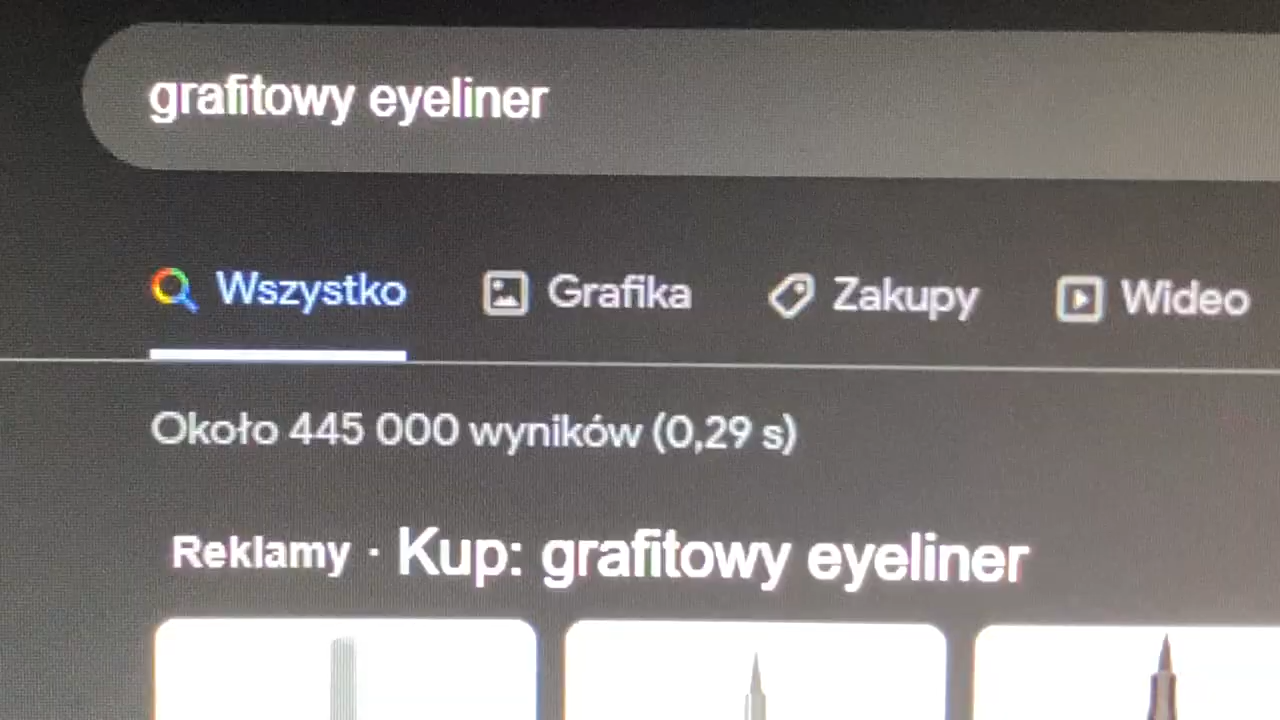 grafitowy eyeliner
Wszystko Grafika Zakupy Wideo
Około 445 000 wyników (0,29 s)
Reklamy · Kup: grafitowy eyeliner